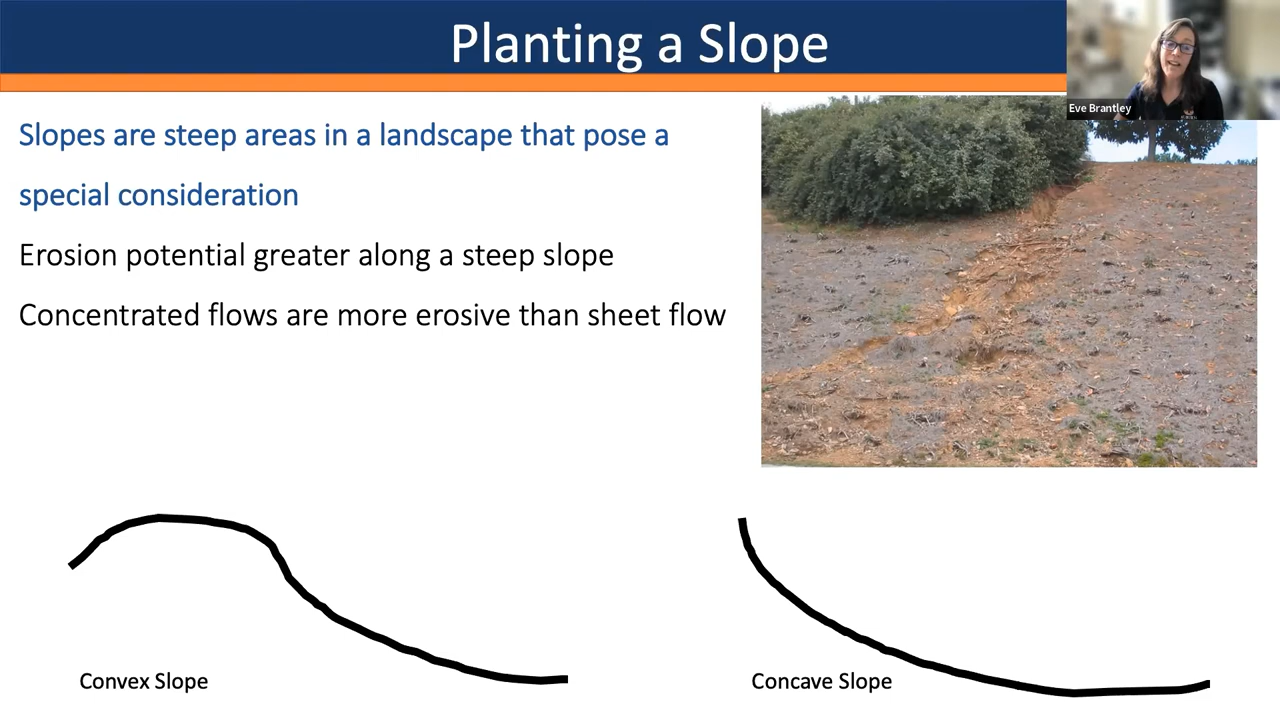 Planting a Slope
Eve Brantley
Slopes are steep areas in a landscape that pose a
special consideration
Erosion potential greater along a steep slope
Concentrated flows are more erosive than sheet flow
Convex Slope
Concave Slope